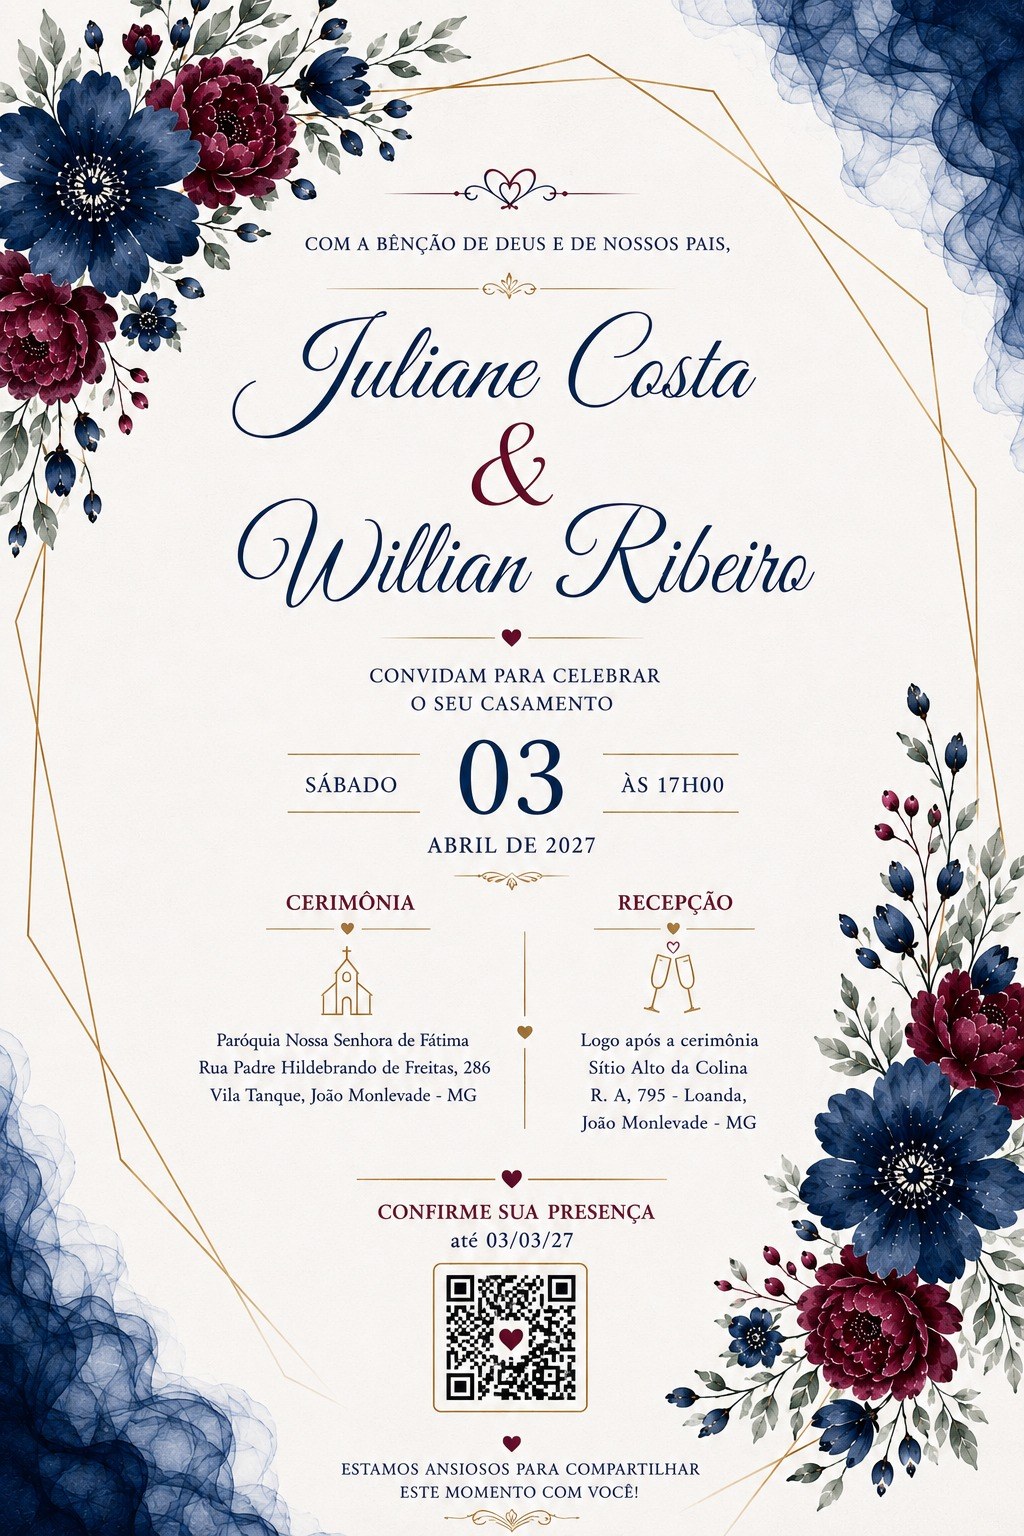 COM A BÊNÇÃO DE DEUS E DE NOSSOS PAIS,
Juliane Costa
&
Willian Ribeiro
CONVIDAM PARA CELEBRAR
O SEU CASAMENTO
SÁBADO
03
ÀS 17H00
ABRIL DE 2027
CERIMÔNIA
Paróquia Nossa Senhora de Fátima
Rua Padre Hildebrando de Freitas, 286
Vila Tanque, João Monlevade - MG
RECEPÇÃO
Logo após a cerimônia
Sítio Alto da Colina
R. A, 795 - Loanda,
João Monlevade - MG
CONFIRME SUA PRESENÇA
até 03/03/27
ESTAMOS ANSIOSOS PARA COMPARTILHAR
ESTE MOMENTO COM VOCÊ!